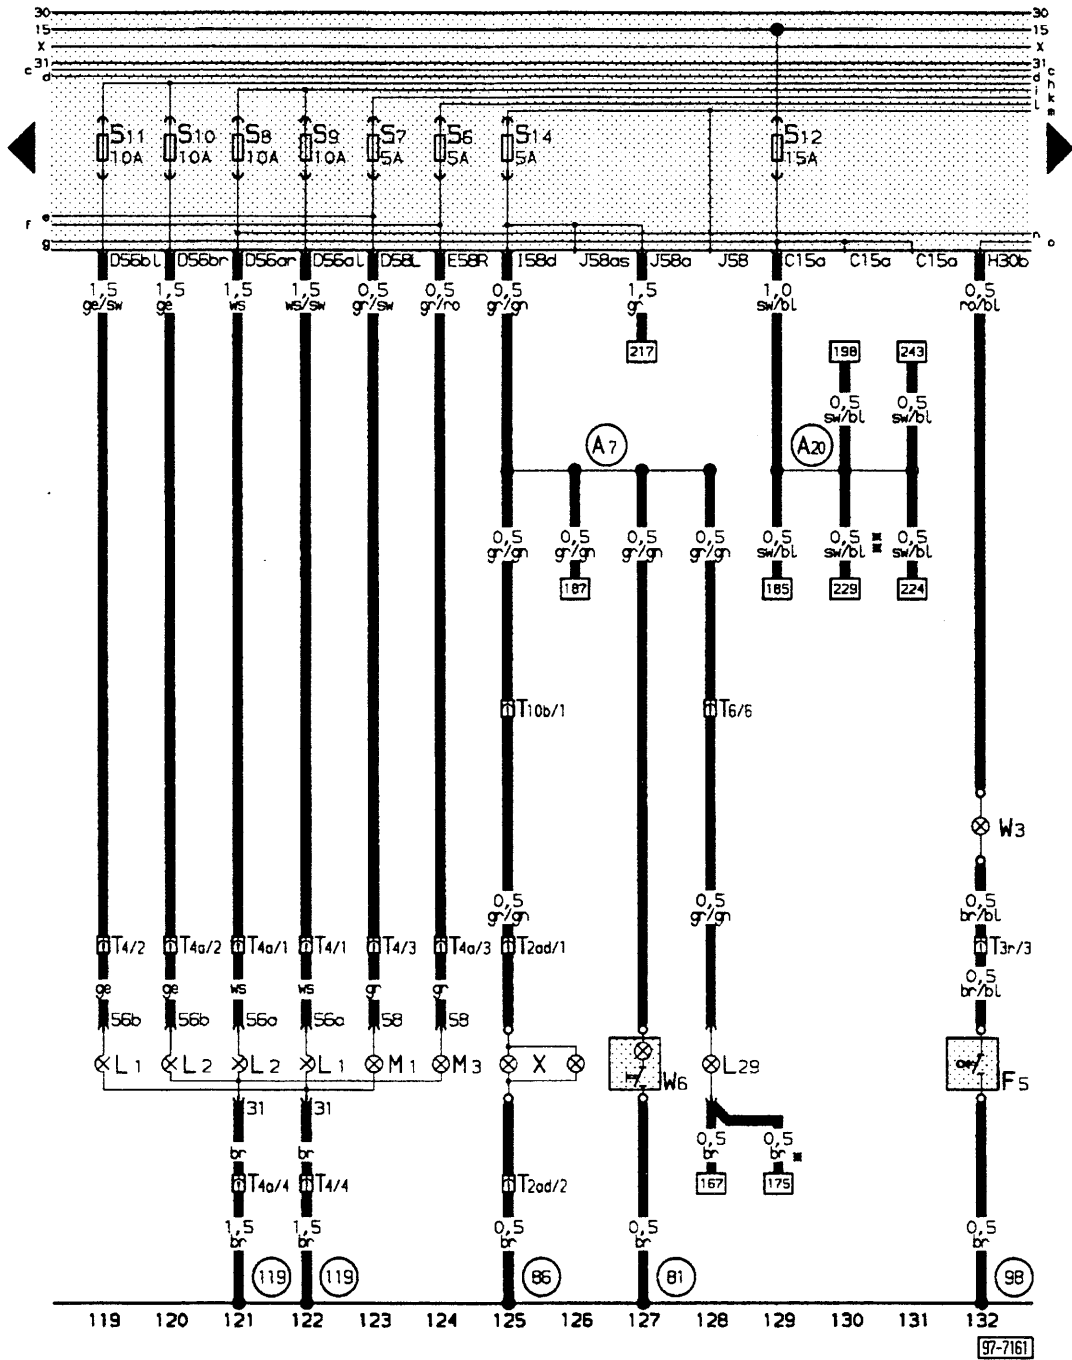 30 30
15 15
X X
31 31
c d c d
h
i
k
l
m
S11 S10 S8 S9 S7 S6 S14 S12
10A 10A 10A 10A 5A 5A 5A 15A
e
f
n
g o
D56bl D56br D56ar D56al D58L E58R I58d J58as J58a J58 C15a C15a C15a H30b
1,5 1,5 1,5 1,5 0,5 0,5 0,5 1,5 1,0 0,5
ge/sw ge ws ws/sw gr/sw gr/ro gr/gn gr sw/bl ro/bl
217 198 243
0,5 0,5
sw/bl sw/bl
A7 A20
0,5 0,5 0,5 0,5 0,5 0,5 0,5
gr/gn gr/gn gr/gn gr/gn sw/bl sw/bl ** sw/bl
187 185 229 224
T10b/1 T6/6
W3
0,5 0,5 0,5
gr/gn gr/gn br/bl
T4/2 T4a/2 T4a/1 T4/1 T4/3 T4a/3 T2ad/1 T3r/3
ge ge ws ws gr gr 0,5
br/bl
56b 56b 56a 56a 58 58
L1 L2 L2 L1 M1 M3 X W6 L29 F5
31 31
br br 0,5 0,5
br br *
T4a/4 T4/4 T2ad/2 167 175
1,5 1,5 0,5 0,5 0,5
br br br br br
119 119 86 81 98
119 120 121 122 123 124 125 126 127 128 129 130 131 132
97-7161